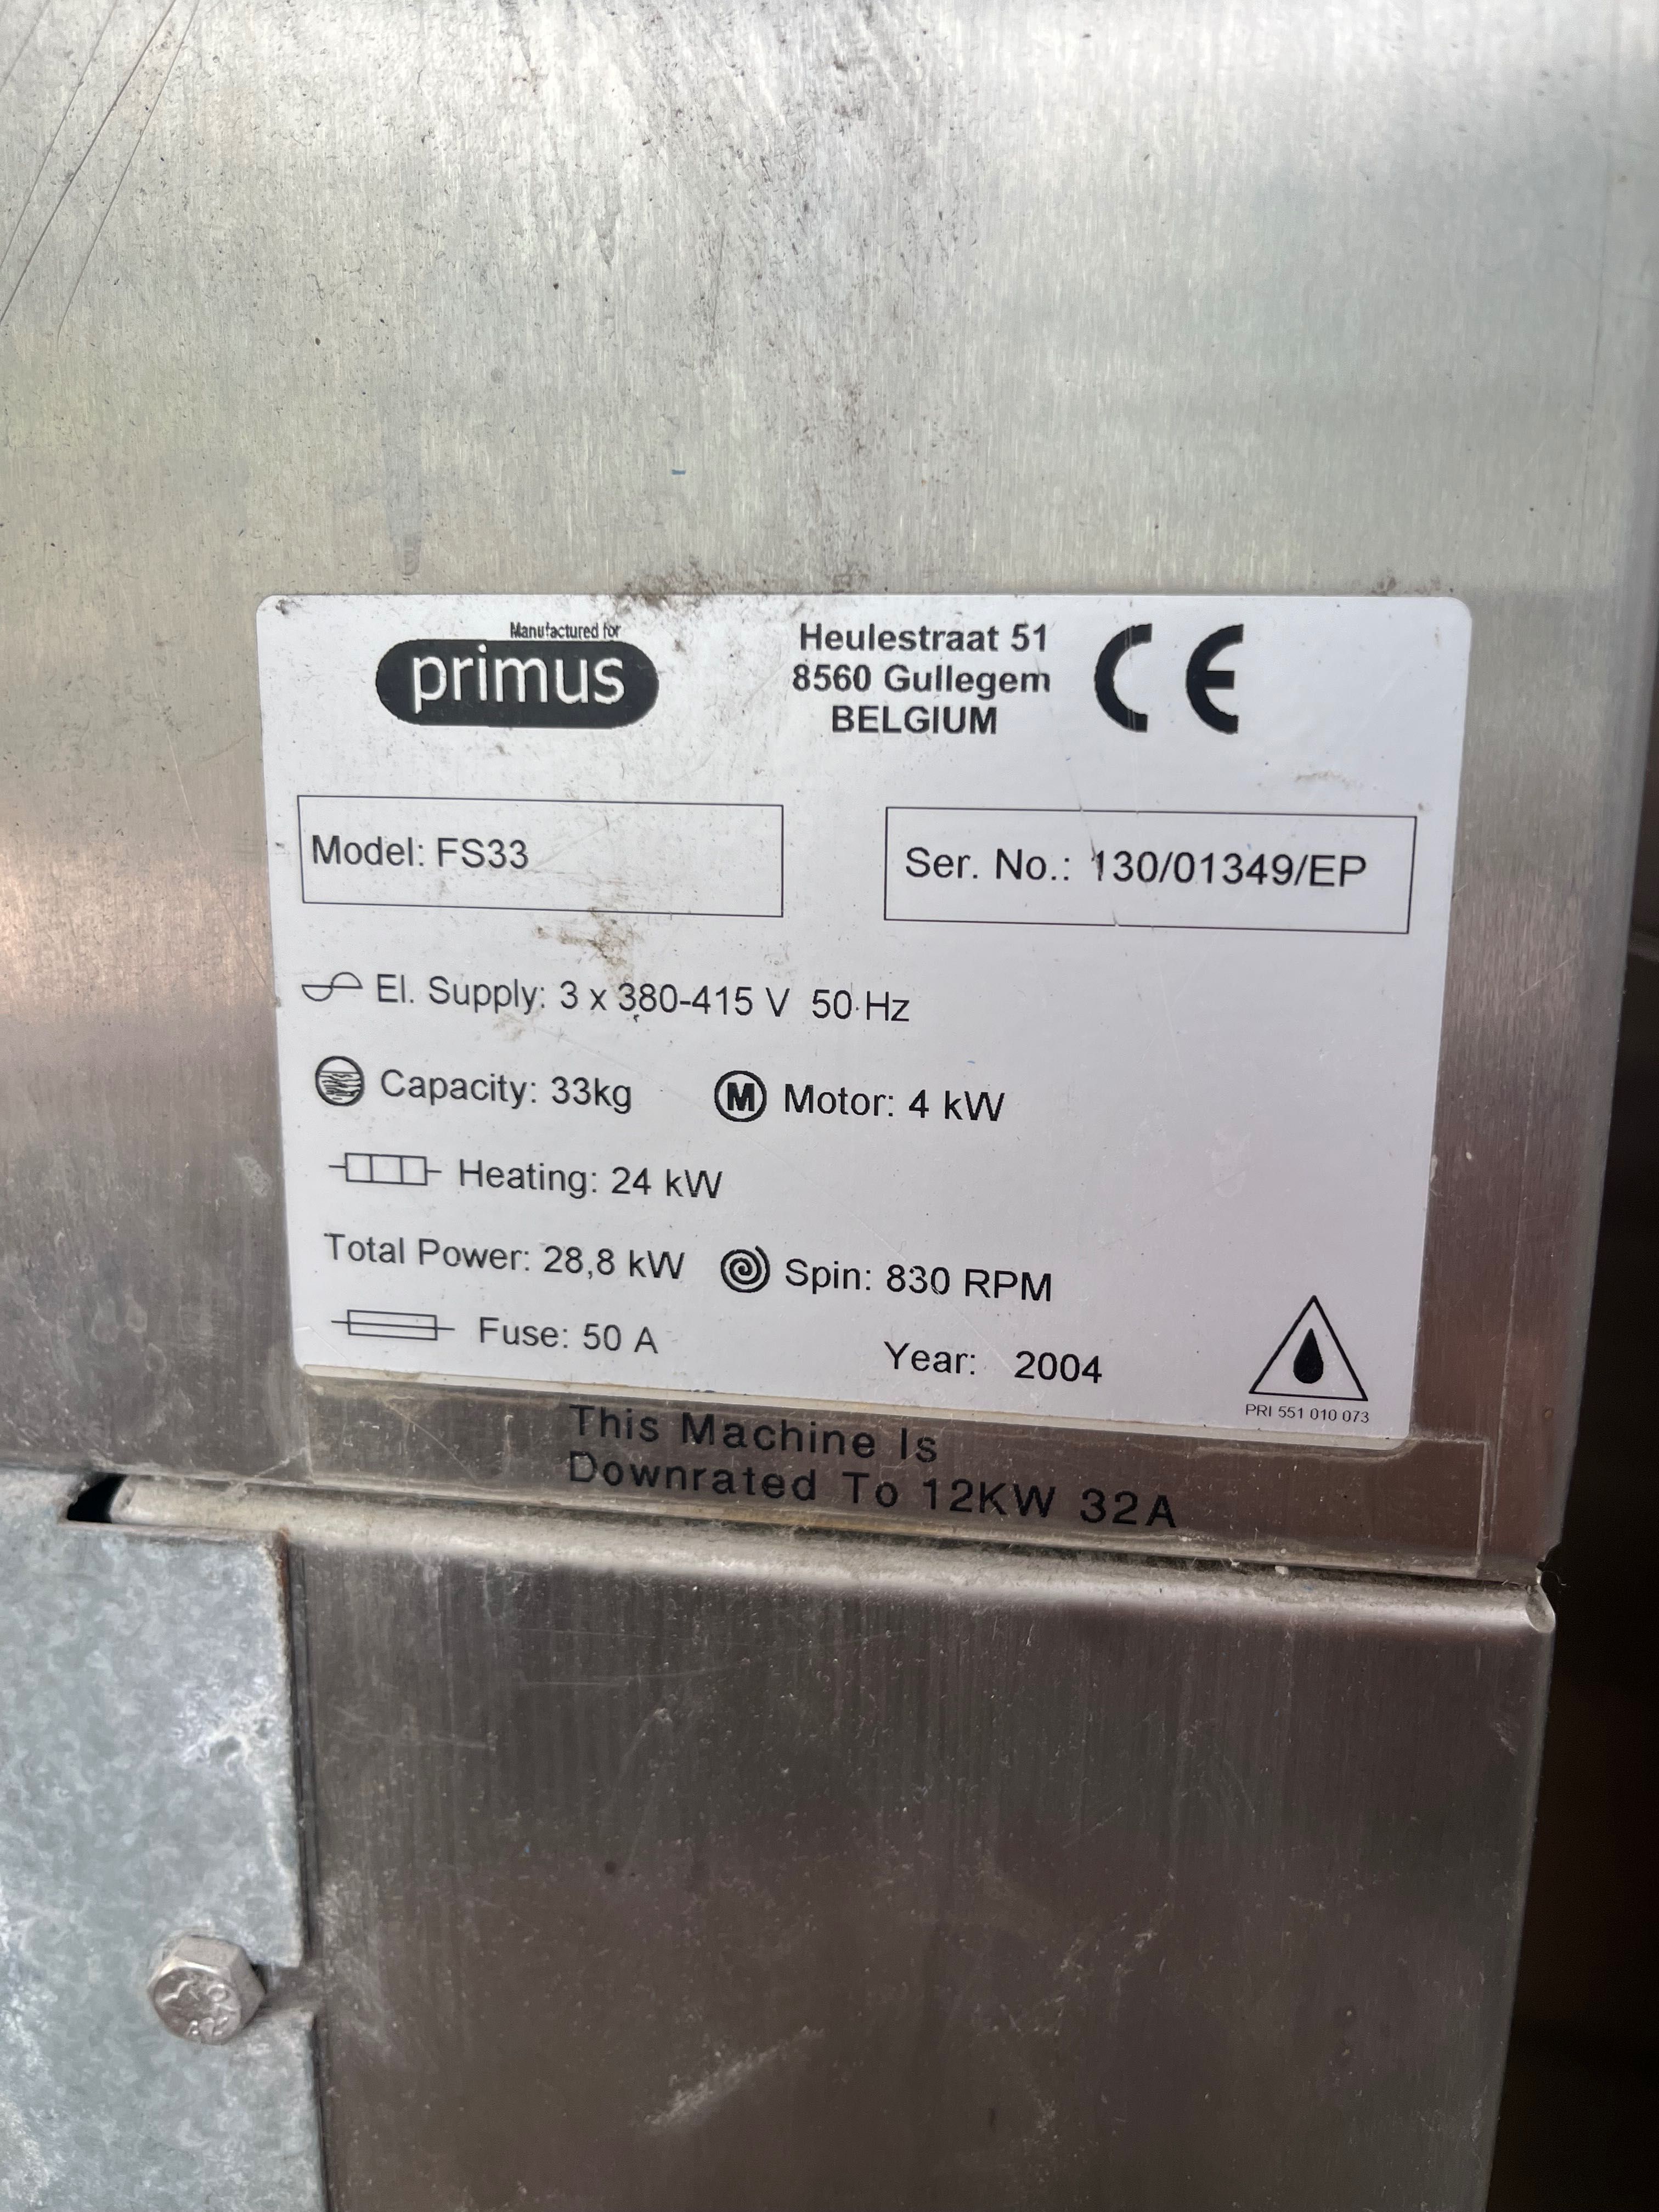 Manufactured for
primus
Heulestraat 51
8560 Gullegem
BELGIUM
CE
Model: FS33
Ser. No.: 130/01349/EP
El. Supply: 3 x 380-415 V 50 Hz
Capacity: 33kg
M Motor: 4 kW
Heating: 24 kW
Total Power: 28,8 kW
Spin: 830 RPM
Fuse: 50 A
Year: 2004
PRI 551 010 073
This Machine Is
Downrated To 12KW 32A